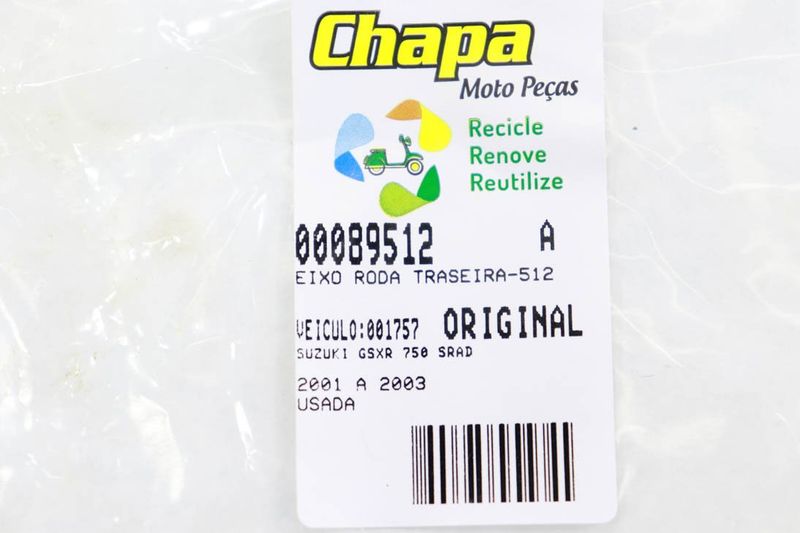 Chapa
Moto Peças
Recicle
Renove
Reutilize
00089512 A
EIXO RODA TRASEIRA-512
VEICULO:001757 ORIGINAL
SUZUKI GSXR 750 SRAD
2001 A 2003
USADA